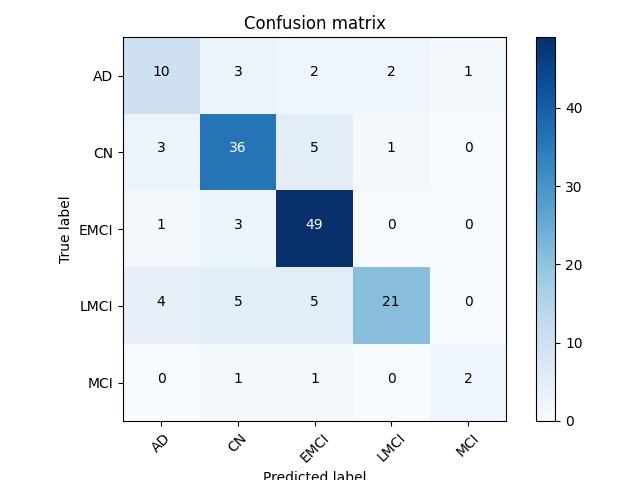 Confusion matrix
AD 10 3 2 2 1
CN 3 36 5 1 0
EMCI 1 3 49 0 0
LMCI 4 5 5 21 0
MCI 0 1 1 0 2
AD CN EMCI LMCI MCI
True label
Predicted label
40
30
20
10
0